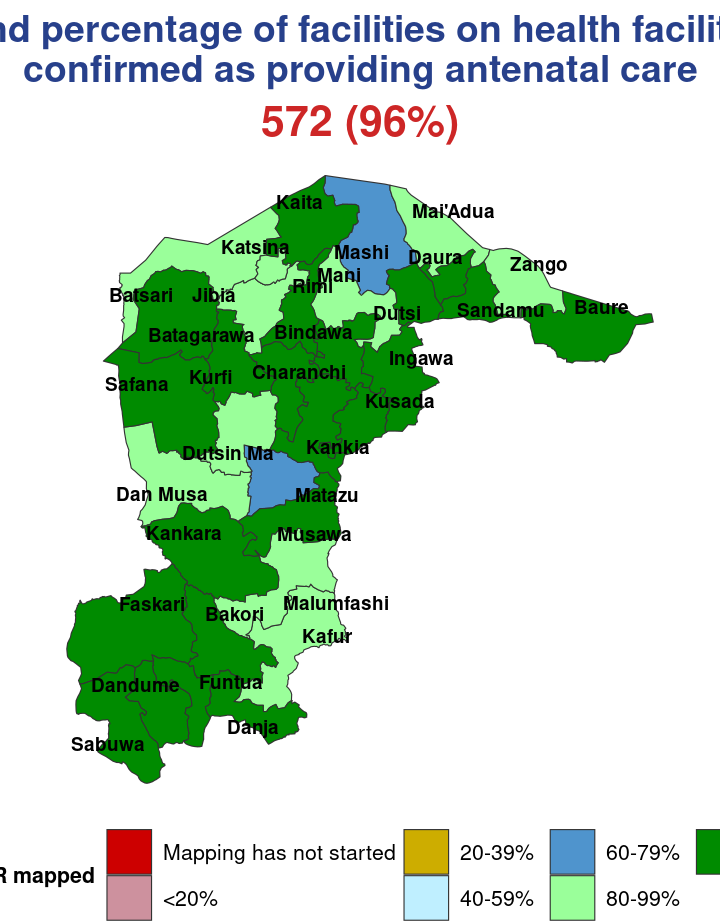 percentage of facilities on health
confirmed as providing antenatal care
572 (96%)
Kaita
Mai'Adua
Katsina
Mashi
Daura
Zango
Mani
Rimi
Batsari
Jibia
Baure
Sandamu
Dutsi
Batagarawa
Bindawa
Ingawa
Charanchi
Kurfi
Safana
Kusada
Kankia
Dutsin Ma
Dan Musa
Matazu
Kankara
Musawa
Faskari
Malumfashi
Bakori
Kafur
Dandume
Funtua
Danja
Sabuwa
Mapping has not started
20-39%
60-79%
R mapped
<20%
40-59%
80-99%